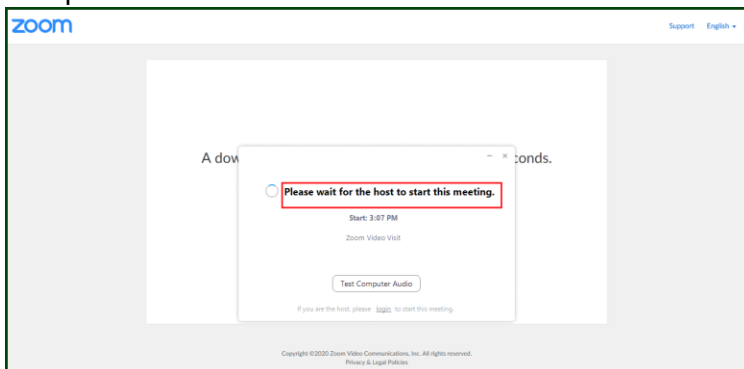 zoom
Support English
A dow conds.
Please wait for the host to start this meeting.
Start: 3:07 PM
Zoom Video Visit
Test Computer Audio
If you are the host, please login to start this meeting.
Copyright ©2020 Zoom Video Communications, Inc. All rights reserved.
Privacy & Legal Policies